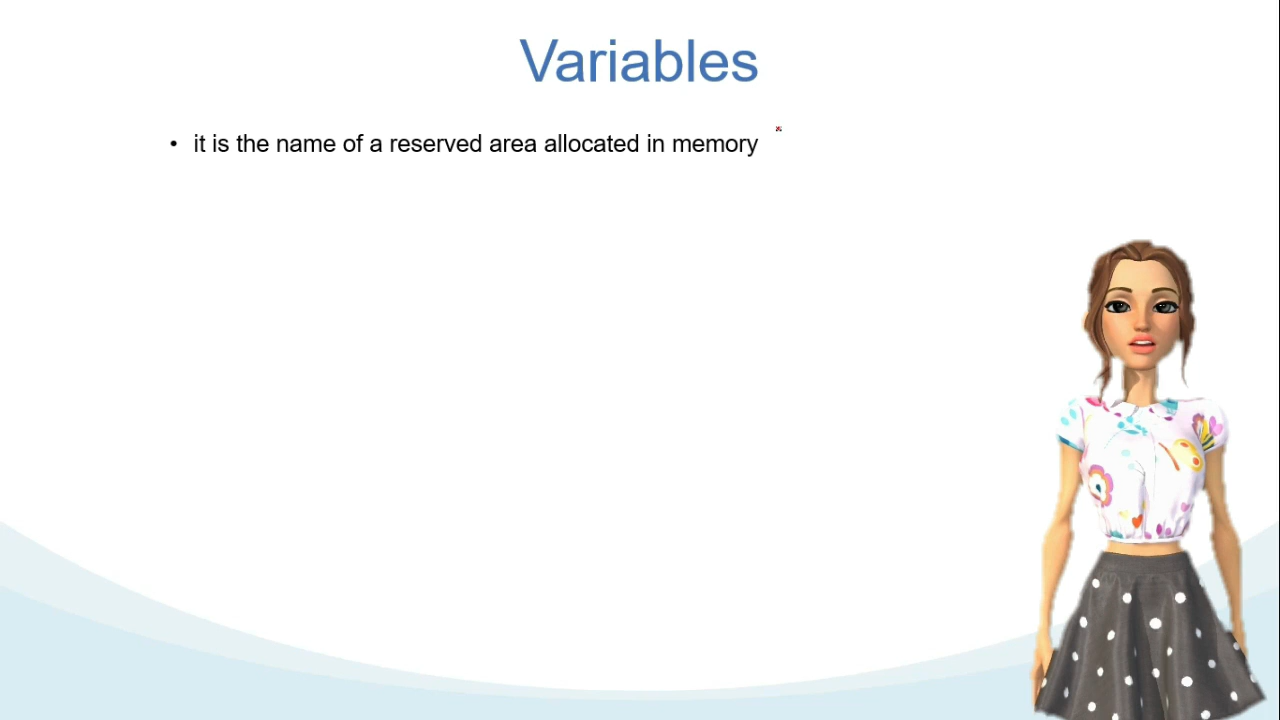 Variables
• it is the name of a reserved area allocated in memory